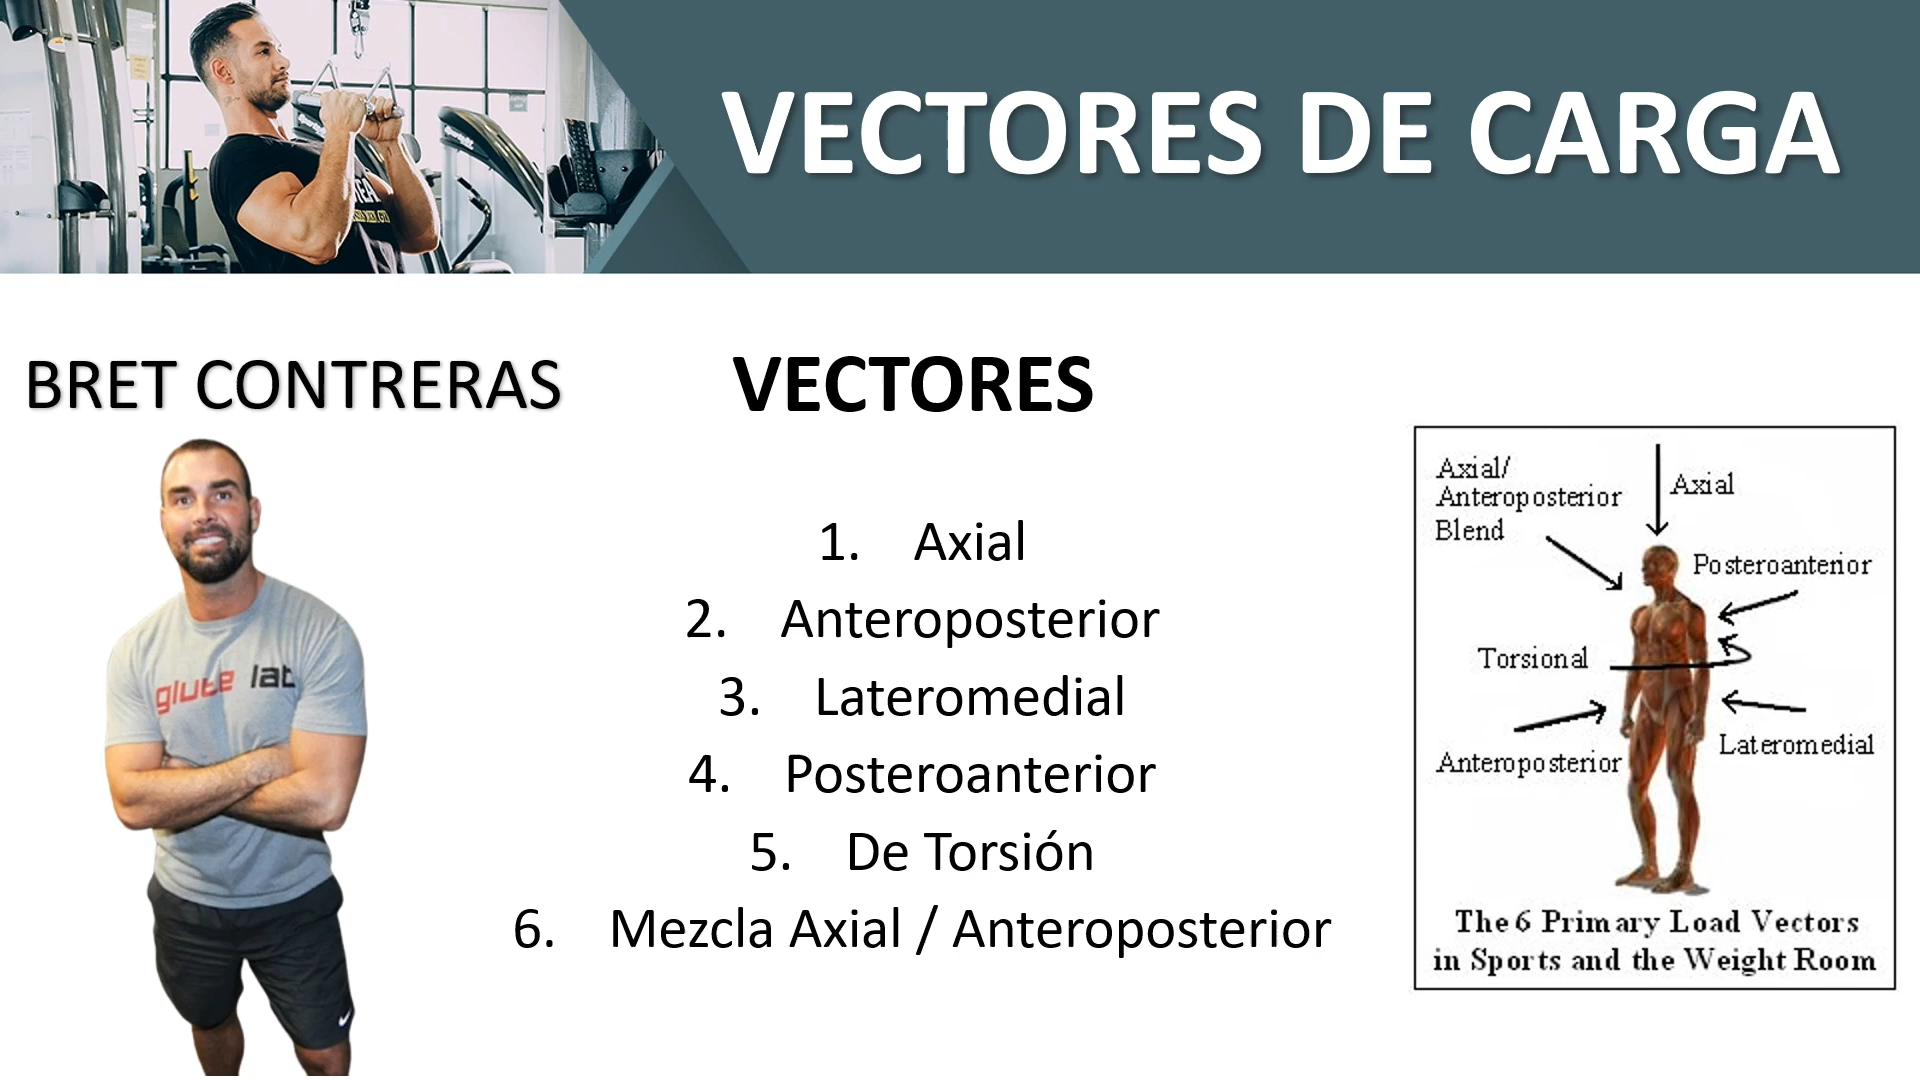 VECTORES DE CARGA
BRET CONTRERAS
glute lab
VECTORES
1. Axial
2. Anteroposterior
3. Lateromedial
4. Posteroanterior
5. De Torsión
6. Mezcla Axial / Anteroposterior
Axial/
Anteroposterior
Blend
Axial
Posteroanterior
Torsional
Lateromedial
Anteroposterior
The 6 Primary Load Vectors
in Sports and the Weight Room